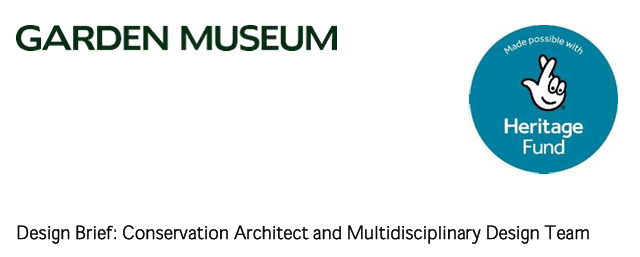 GARDEN MUSEUM
Made possible with
Heritage
Fund
Design Brief: Conservation Architect and Multidisciplinary Design Team